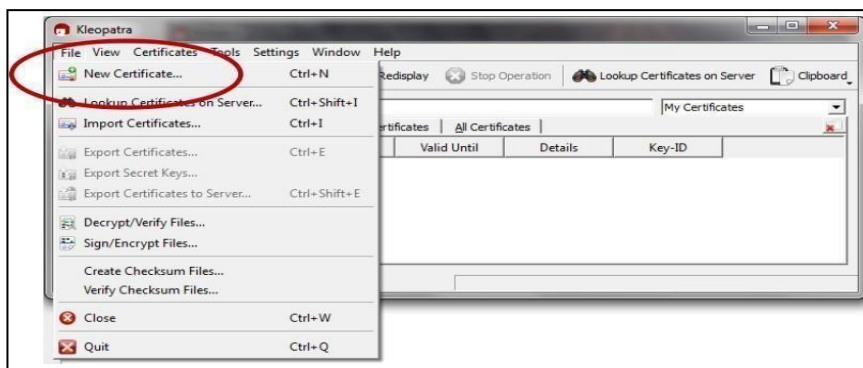 Kleopatra
File View Certificates Tools Settings Window Help
New Certificate... Ctrl+N Redisplay Stop Operation Lookup Certificates on Server Clipboard
Lookup Certificates on Server... Ctrl+Shift+I
My Certificates
Import Certificates... Ctrl+I
rtificates All Certificates
Export Certificates... Ctrl+E Valid Until Details Key-ID
Export Secret Keys...
Export Certificates to Server... Ctrl+Shift+E
Decrypt/Verify Files...
Sign/Encrypt Files...
Create Checksum Files...
Verify Checksum Files...
Close Ctrl+W
Quit Ctrl+Q